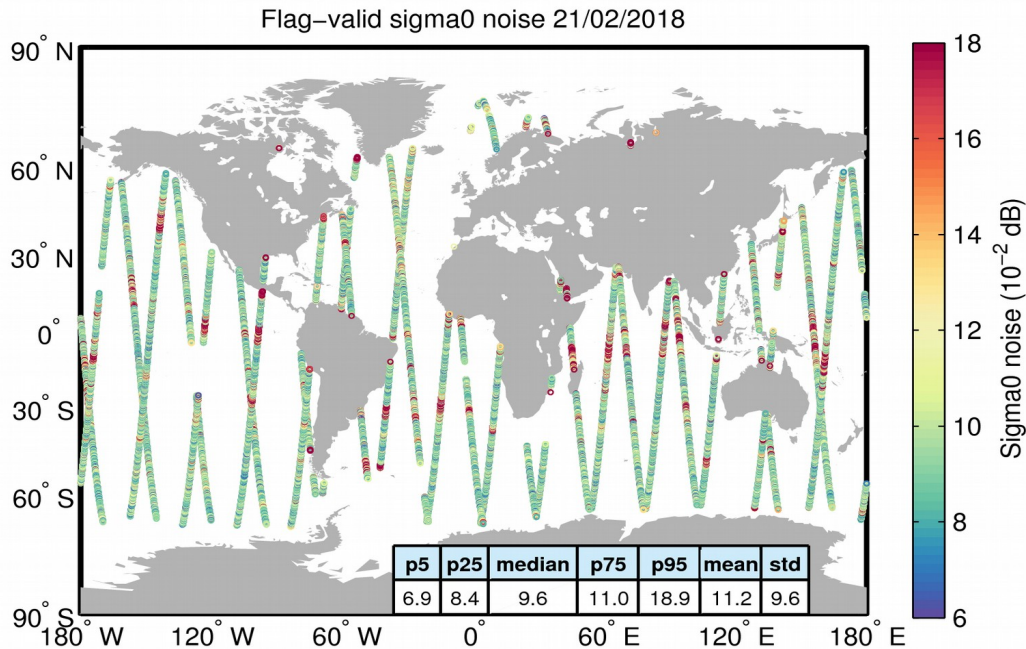 Flag−valid sigma0 noise 21/02/2018
90° N
60° N
30° N
0°
30° S
60° S
90° S
180° W
120° W
60° W
0°
60° E
120° E
180° E
p5 p25 median p75 p95 mean std
6.9 8.4 9.6 11.0 18.9 11.2 9.6
18
16
14
12
10
8
6
Sigma0 noise (10⁻² dB)